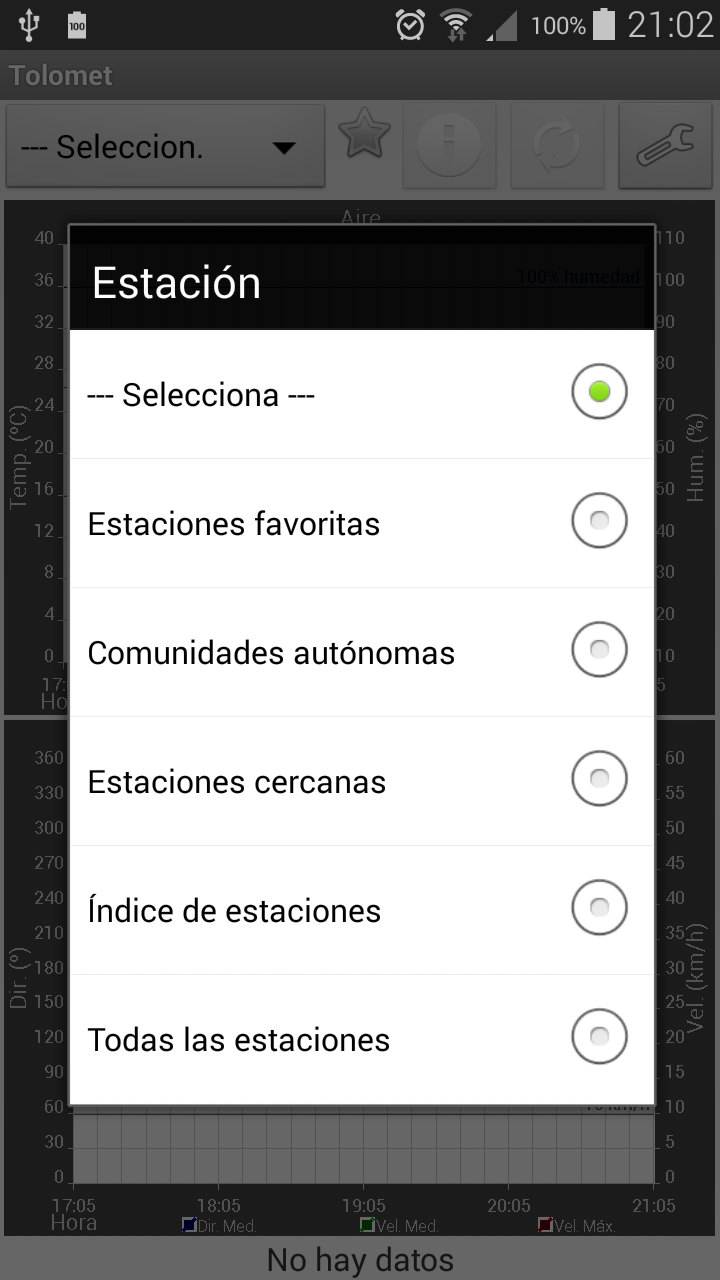 100
100%
21:02
Tolomet
--- Seleccion.
Aire
Estación
100% humedad
--- Selecciona ---
Estaciones favoritas
Comunidades autónomas
Estaciones cercanas
Índice de estaciones
Todas las estaciones
40
36
32
28
24
20
16
12
8
4
0
Temp. (ºC)
110
100
90
80
70
60
50
40
30
20
10
Hum. (%)
360
330
300
270
240
210
180
150
120
90
60
30
0
Dir. (º)
60
55
50
45
40
35
30
25
20
15
10
5
0
Vel. (km/h)
17:05
18:05
19:05
20:05
21:05
Hora
Dir. Med.
Vel. Med.
Vel. Máx.
No hay datos